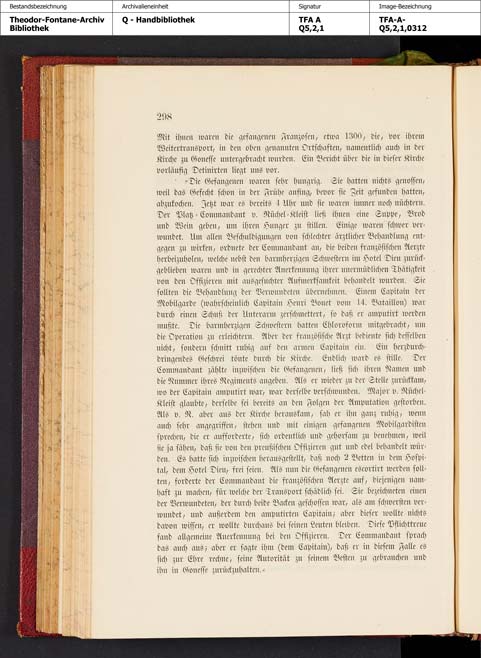 Bestandsbezeichnung Archivalieneinheit Signatur Image-Bezeichnung
Theodor-Fontane-Archiv Q - Handbibliothek TFA A TFA-A-
Bibliothek Q5,2,1 Q5,2,1,0312
298
Mit ihnen waren die gefangenen Franzosen, etwa 1300, die, vor ihrem
Weitertransport, in den oben genannten Ortschaften, namentlich auch in der
Kirche zu Gonesse untergebracht wurden. Ein Bericht über die in dieser Kirche
vorläufig Detinirten liegt uns vor.
„Die Gefangenen waren sehr hungrig. Sie hatten nichts genossen,
weil das Gefecht schon in der Frühe anfing, bevor sie Zeit gefunden hatten,
abzukochen. Jetzt war es bereits 4 Uhr und sie waren immer noch nüchtern.
Der Platz-Commandant v. Rüchel-Kleist ließ ihnen eine Suppe, Brod
und Wein geben, um ihren Hunger zu stillen. Einige waren schwer ver-
wundet. Um allen Beschuldigungen von schlechter ärztlicher Behandlung ent-
gegen zu wirken, ordnete der Commandant an, die beiden französischen Aerzte
herbeizuholen, welche nebst den barmherzigen Schwestern im Hotel Dieu zurück-
geblieben waren und in gerechter Anerkennung ihrer unermüdlichen Thätigkeit
von den Offizieren mit ausgesuchter Aufmerksamkeit behandelt wurden. Sie
sollten die Behandlung der Verwundeten übernehmen. Einem Capitain der
Mobilgarde (wahrscheinlich Capitain Henri Bouet vom 14. Bataillon) war
durch einen Schuß der Unterarm zerschmettert, so daß er amputirt werden
mußte. Die barmherzigen Schwestern hatten Chloroform mitgebracht, um
die Operation zu erleichtern. Aber der französische Arzt bediente sich desselben
nicht, sondern schnitt ruhig auf den armen Capitain ein. Ein herzdurch-
dringendes Geschrei tönte durch die Kirche. Endlich ward es stille. Der
Commandant zählte inzwischen die Gefangenen, ließ sich ihren Namen und
die Nummer ihres Regiments angeben. Als er wieder zu der Stelle zurückkam,
wo der Capitain amputirt war, war derselbe verschwunden. Major v. Rüchel-
Kleist glaubte, derselbe sei bereits an den Folgen der Amputation gestorben.
Als v. R. aber aus der Kirche herauskam, sah er ihn ganz ruhig, wenn
auch sehr angegriffen, stehen und mit einigen gefangenen Mobilgardisten
sprechen, die er aufforderte, sich ordentlich und gehorsam zu benehmen, weil
sie ja sähen, daß sie von den preußischen Offizieren gut und edel behandelt wür-
den. Es hatte sich inzwischen herausgestellt, daß noch 2 Betten in dem Hospi-
tal, dem Hotel Dieu, frei seien. Als nun die Gefangenen escortirt werden soll-
ten, forderte der Commandant die französischen Aerzte auf, diejenigen nam-
haft zu machen, für welche der Transport schädlich sei. Sie bezeichneten einen
der Verwundeten, der durch beide Backen geschossen war, als am schwersten ver-
wundet, und außerdem den amputirten Capitain; aber dieser wollte nichts
davon wissen, er wollte durchaus bei seinen Leuten bleiben. Diese Pflichttreue
fand allgemeine Anerkennung bei den Offizieren. Der Commandant sprach
das auch aus; aber er sagte ihm (dem Capitain), daß er in diesem Falle es
sich zur Ehre rechne, seine Autorität zu seinem Besten zu gebrauchen und
ihn in Gonesse zurückzuhalten.“